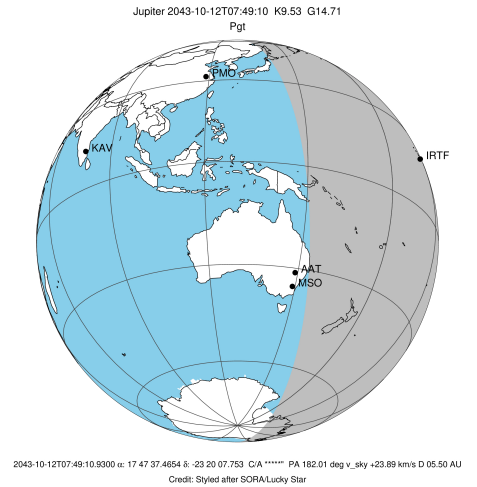 Jupiter 2043-10-12T07:49:10  K9.53  G14.71
Pgt
PMO
KAV
IRTF
AAT
MSO
2043-10-12T07:49:10.9300 α: 17 47 37.4654 δ: -23 20 07.753  C/A *****"  PA 182.01 deg v_sky +23.89 km/s D 05.50 AU
Credit: Styled after SORA/Lucky Star